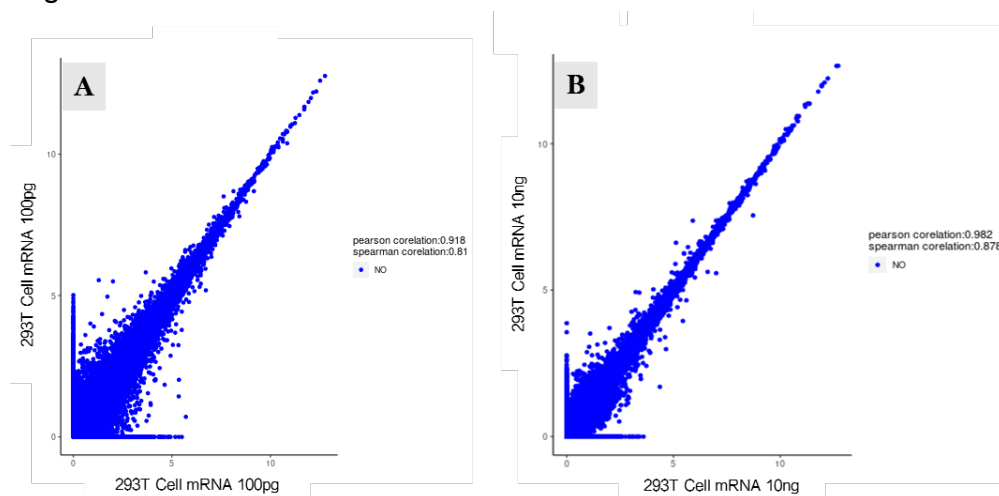 A
10
5
0
0
5
10
293T Cell mRNA 100pg
293T Cell mRNA 100pg
pearson corelation:0.918
spearman corelation:0.81
NO
B
10
5
0
0
5
10
293T Cell mRNA 10ng
293T Cell mRNA 10ng
pearson corelation:0.982
spearman corelation:0.878
NO